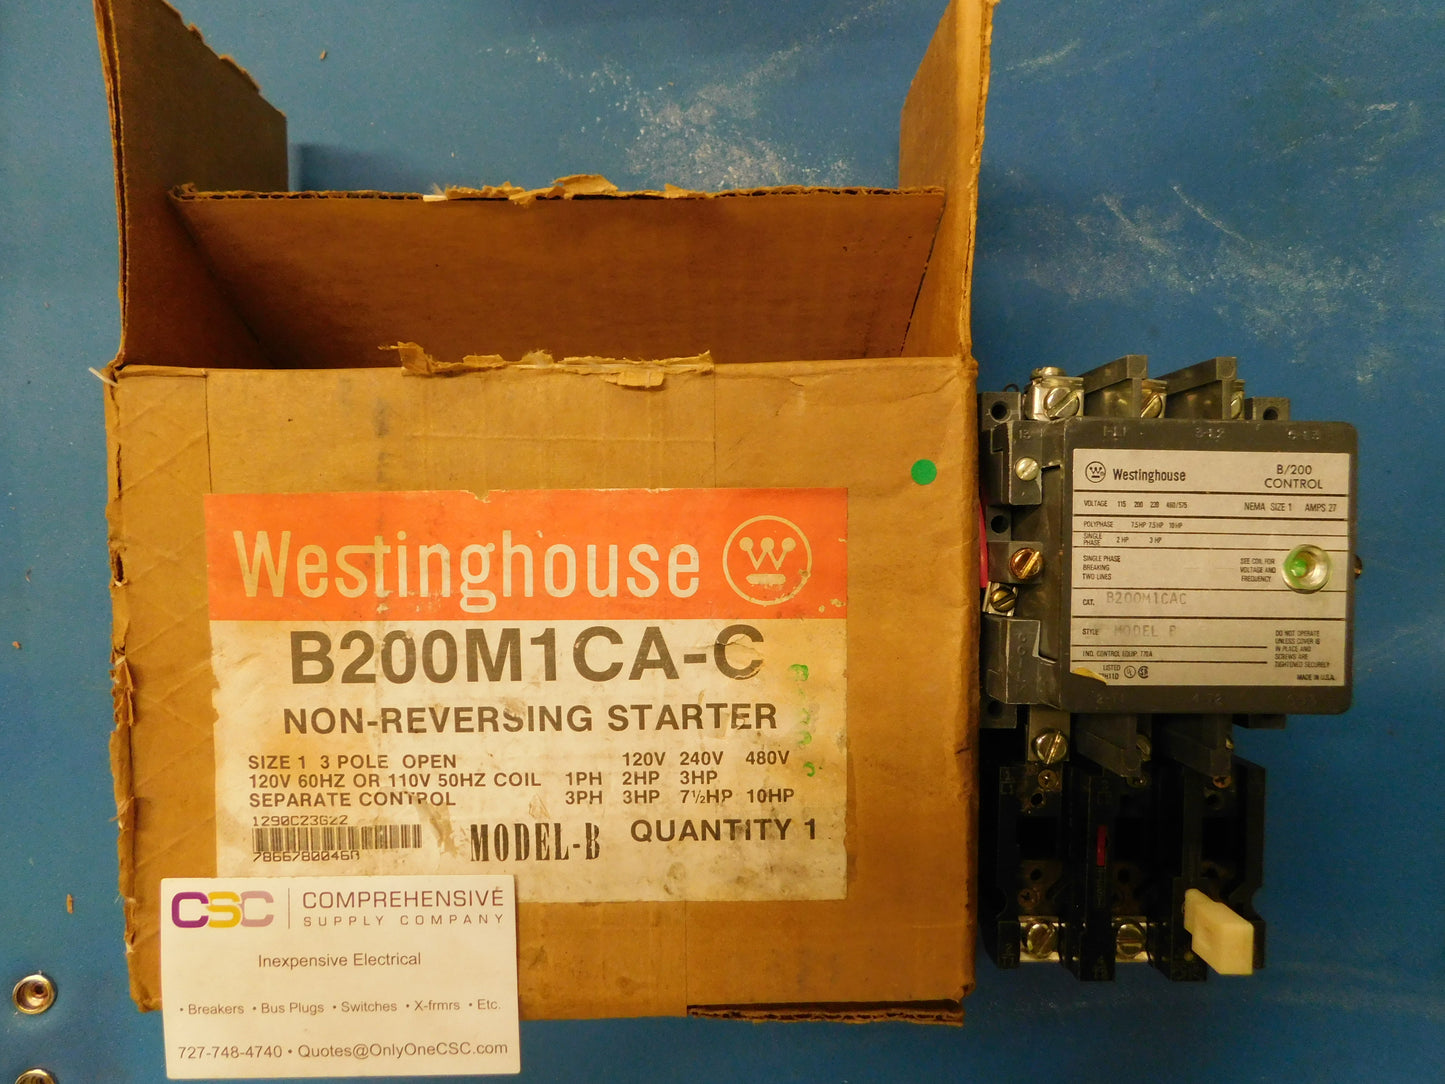 Westinghouse
B200M1CA-C
NON-REVERSING STARTER
SIZE 1 3 POLE OPEN 120V 240V 480V
120V 60HZ OR 110V 50HZ COIL 1PH 2HP 3HP
SEPARATE CONTROL 3PH 3HP 7½HP 10HP
1290C23G22
MODEL-B QUANTITY 1
CSC COMPREHENSIVE
SUPPLY COMPANY
Inexpensive Electrical
• Breakers • Bus Plugs • Switches • X-frmrs • Etc.
727-748-4740 • Quotes@OnlyOneCSC.com
Westinghouse
B/200
CONTROL
VOLTAGE 115 200 230 460/575
NEMA SIZE 1 AMPS 27
POLYPHASE 7.5HP 7.5HP 10HP
SINGLE
PHASE 2HP 3HP
SINGLE PHASE
BREAKING
TWO LINES
SEE COIL FOR
VOLTAGE AND
FREQUENCY.
CAT. B200M1CAC
STYLE MODEL B
IND. CONTROL EQUIP. 770A
LISTED
DO NOT OPERATE
UNLESS COVER IS
IN PLACE AND
SCREWS ARE
TIGHTENED SECURELY
MADE IN U.S.A.